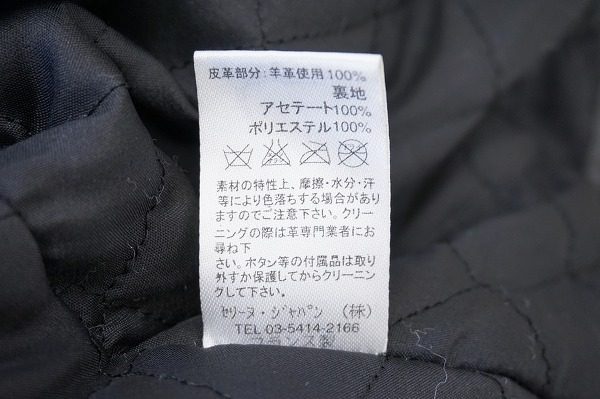 皮革部分：羊革使用100%
裏地
アセテート100%
ポリエステル100%
素材の特性上、摩擦・水分・汗
等により色落ちする場合があり
ますのでご注意下さい。クリー
ニングの際は革専門業者にお
尋ね下
さい。ボタン等の付属品は取り
外すか保護してからクリーニン
グして下さい。
セリーヌ・ジャパン （株）
TEL 03-5414-2166
フランス製